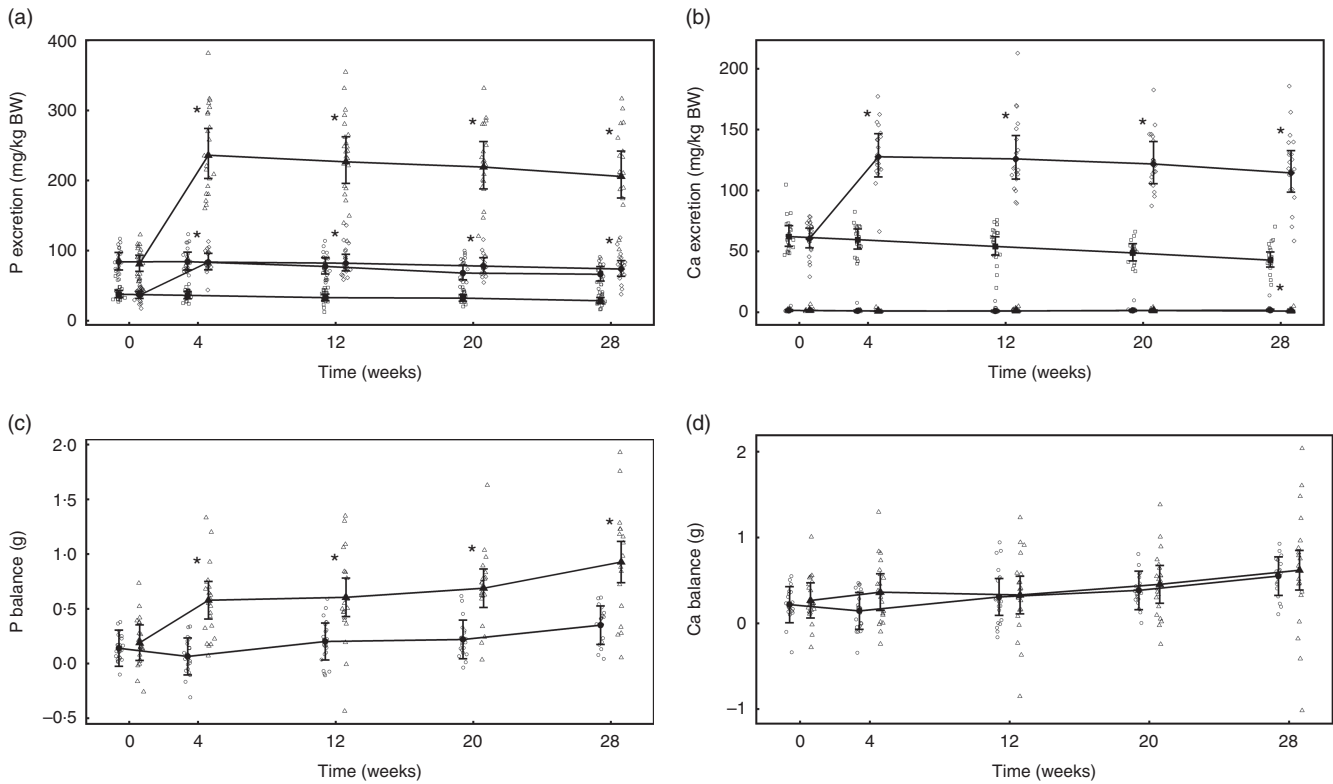 (a)
P excretion (mg/kg BW)
400
300
200
100
0
* * * *
* * * *
0 4 12 20 28
Time (weeks)
(b)
Ca excretion (mg/kg BW)
200
150
100
50
0
* * * *
*
0 4 12 20 28
Time (weeks)
(c)
P balance (g)
2·0
1·5
1·0
0·5
0·0
–0·5
* * * *
0 4 12 20 28
Time (weeks)
(d)
Ca balance (g)
2
1
0
–1
0 4 12 20 28
Time (weeks)